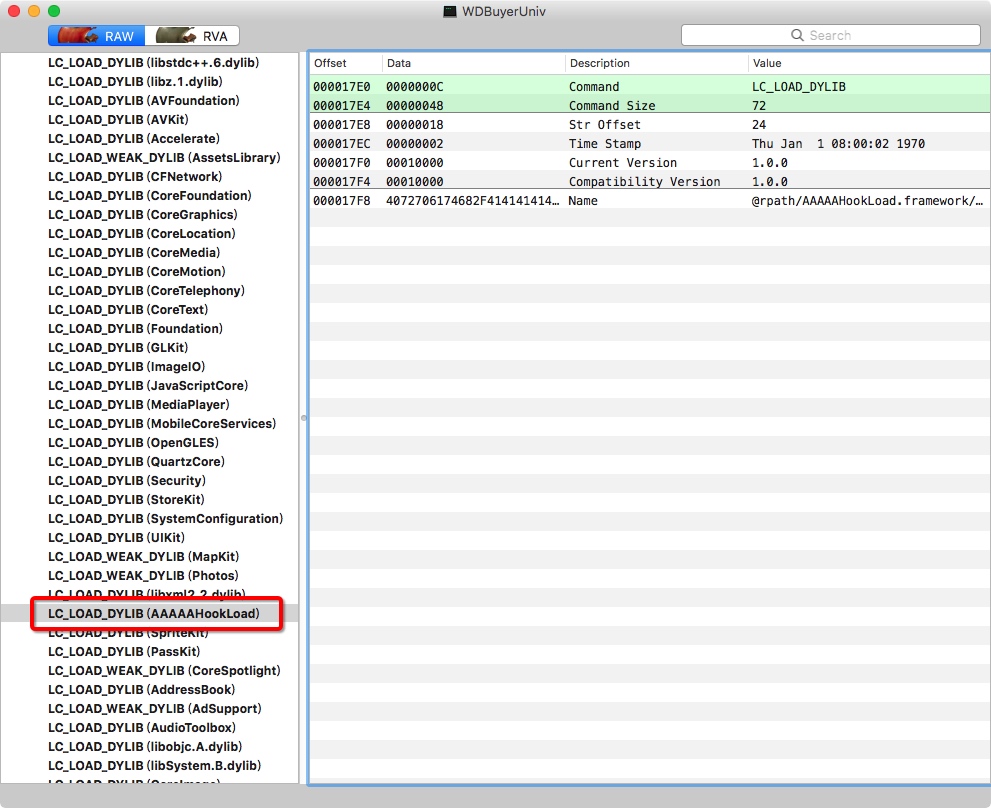 WDBuyerUniv
RAW RVA Search
LC_LOAD_DYLIB (libstdc++.6.dylib)
LC_LOAD_DYLIB (libz.1.dylib)
LC_LOAD_DYLIB (AVFoundation)
LC_LOAD_DYLIB (AVKit)
LC_LOAD_DYLIB (Accelerate)
LC_LOAD_WEAK_DYLIB (AssetsLibrary)
LC_LOAD_DYLIB (CFNetwork)
LC_LOAD_DYLIB (CoreFoundation)
LC_LOAD_DYLIB (CoreGraphics)
LC_LOAD_DYLIB (CoreLocation)
LC_LOAD_DYLIB (CoreMedia)
LC_LOAD_DYLIB (CoreMotion)
LC_LOAD_DYLIB (CoreTelephony)
LC_LOAD_DYLIB (CoreText)
LC_LOAD_DYLIB (Foundation)
LC_LOAD_DYLIB (GLKit)
LC_LOAD_DYLIB (ImageIO)
LC_LOAD_DYLIB (JavaScriptCore)
LC_LOAD_DYLIB (MediaPlayer)
LC_LOAD_DYLIB (MobileCoreServices)
LC_LOAD_DYLIB (OpenGLES)
LC_LOAD_DYLIB (QuartzCore)
LC_LOAD_DYLIB (Security)
LC_LOAD_DYLIB (StoreKit)
LC_LOAD_DYLIB (SystemConfiguration)
LC_LOAD_DYLIB (UIKit)
LC_LOAD_WEAK_DYLIB (MapKit)
LC_LOAD_WEAK_DYLIB (Photos)
LC_LOAD_DYLIB (libxml2.2.dylib)
LC_LOAD_DYLIB (AAAAAHookLoad)
LC_LOAD_DYLIB (SpriteKit)
LC_LOAD_DYLIB (PassKit)
LC_LOAD_WEAK_DYLIB (CoreSpotlight)
LC_LOAD_DYLIB (AddressBook)
LC_LOAD_WEAK_DYLIB (AdSupport)
LC_LOAD_DYLIB (AudioToolbox)
LC_LOAD_DYLIB (libobjc.A.dylib)
LC_LOAD_DYLIB (libSystem.B.dylib)
LC_LOAD_DYLIB (CoreImage)
Offset Data Description Value
000017E0 0000000C Command LC_LOAD_DYLIB
000017E4 00000048 Command Size 72
000017E8 00000018 Str Offset 24
000017EC 00000002 Time Stamp Thu Jan 1 08:00:02 1970
000017F0 00010000 Current Version 1.0.0
000017F4 00010000 Compatibility Version 1.0.0
000017F8 4072706174682F414141414… Name @rpath/AAAAAHookLoad.framework/…